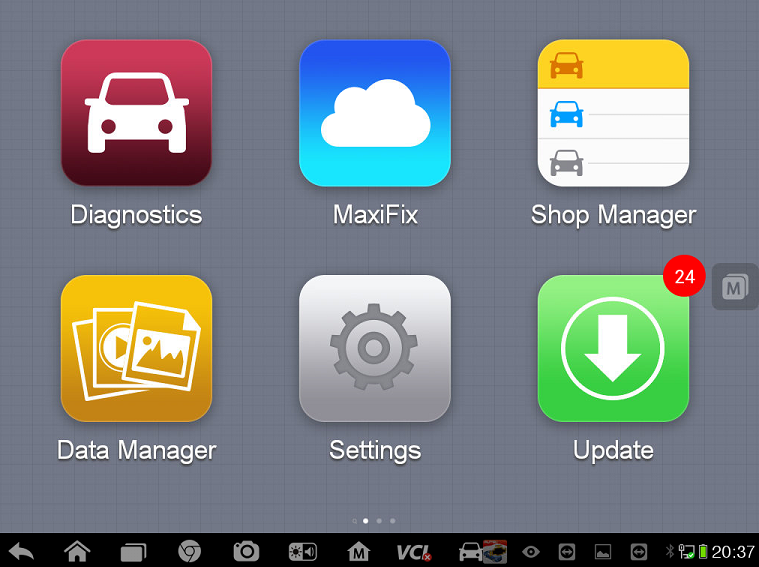 Diagnostics
MaxiFix
Shop Manager
24
M
Data Manager
Settings
Update
M
VCI
20:37